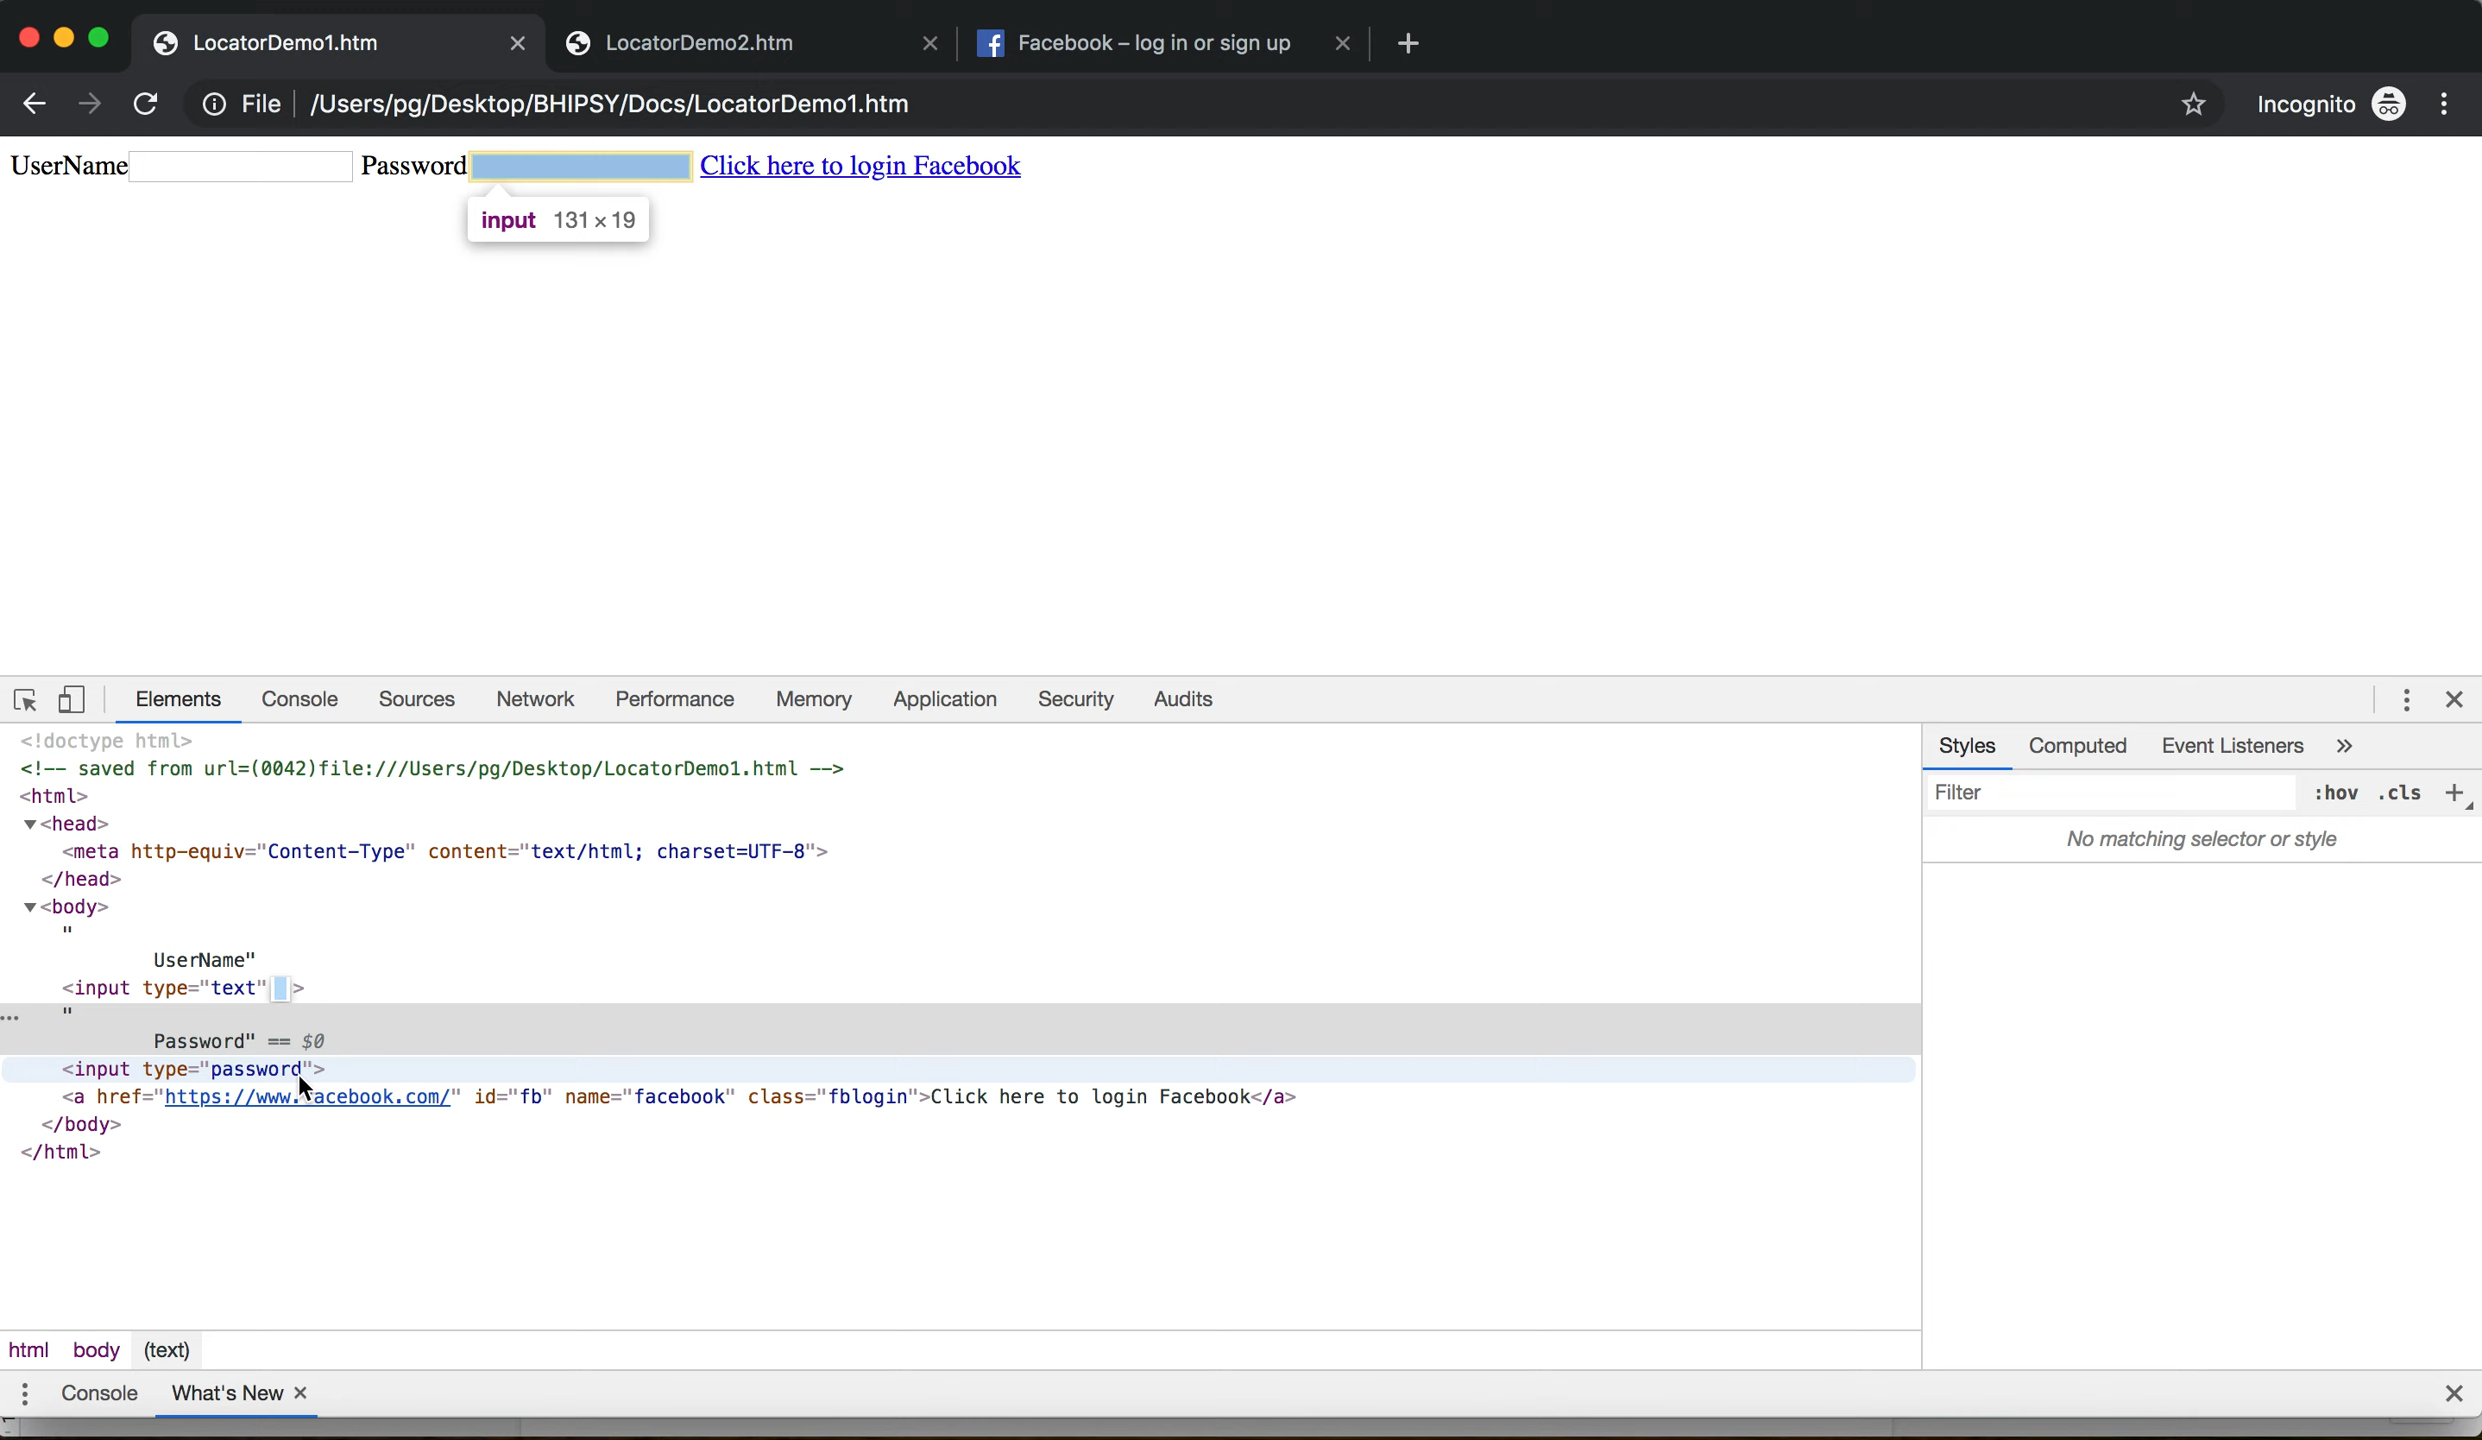 LocatorDemo1.htm
LocatorDemo2.htm
Facebook – log in or sign up
File /Users/pg/Desktop/BHIPSY/Docs/LocatorDemo1.htm
Incognito
UserName Password Click here to login Facebook
input 131 × 19
Elements Console Sources Network Performance Memory Application Security Audits
<!doctype html>
<!-- saved from url=(0042)file:///Users/pg/Desktop/LocatorDemo1.html -->
<html>
▼<head>
<meta http-equiv="Content-Type" content="text/html; charset=UTF-8">
</head>
▼<body>
"
UserName"
<input type="text" >
"
Password" == $0
<input type="password">
<a href="https://www.facebook.com/" id="fb" name="facebook" class="fblogin">Click here to login Facebook</a>
</body>
</html>
Styles Computed Event Listeners »
Filter :hov .cls +
No matching selector or style
html body (text)
Console What's New